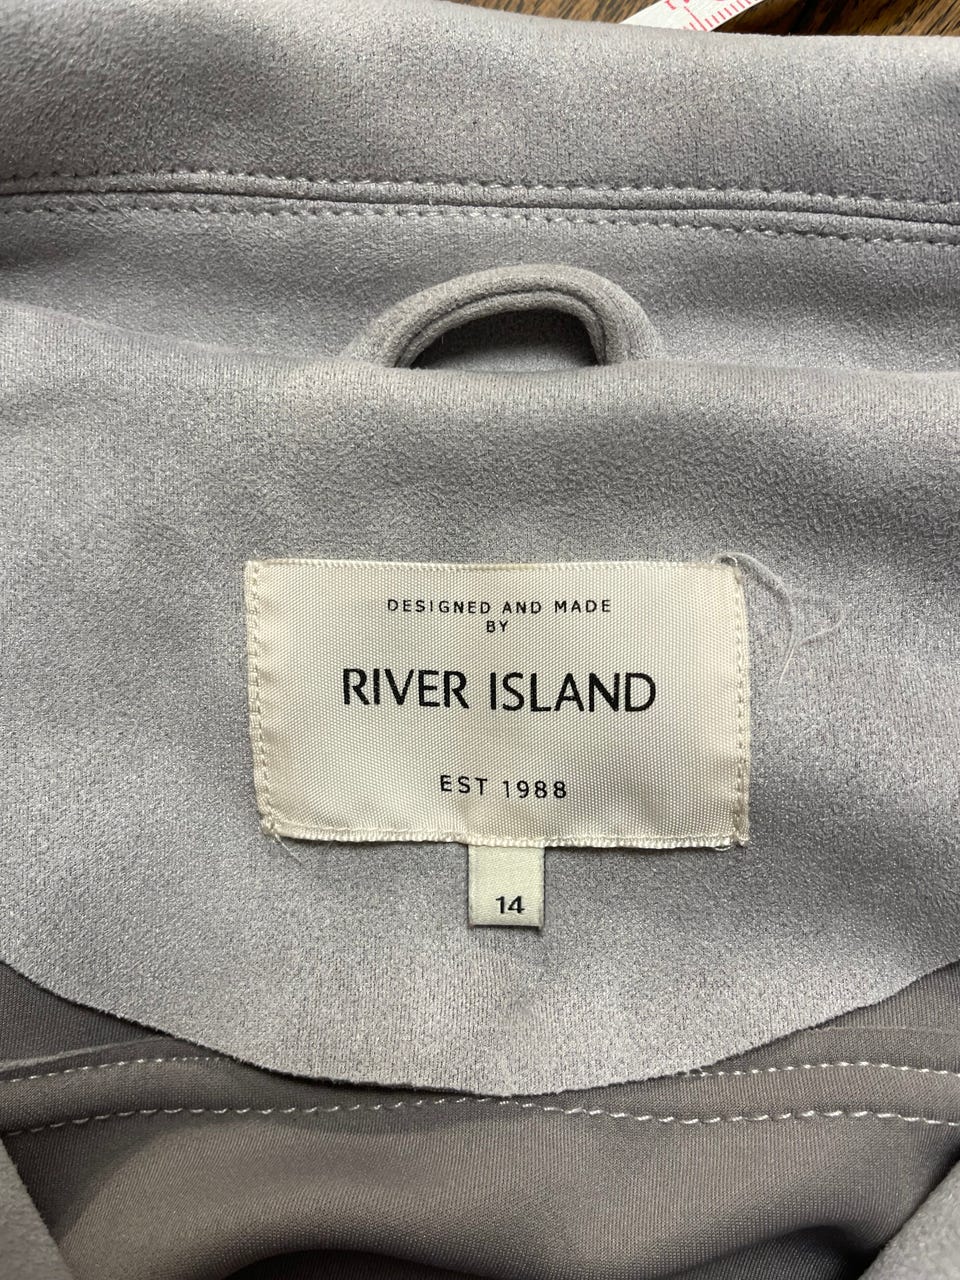 DESIGNED AND MADE
BY
RIVER ISLAND
EST 1988
14